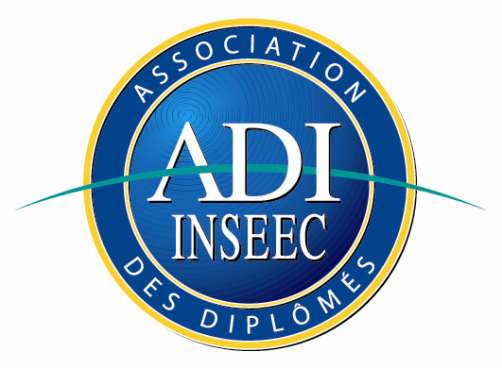 ASSOCIATION
ADI
INSEEC
DES DIPLÔMÉS